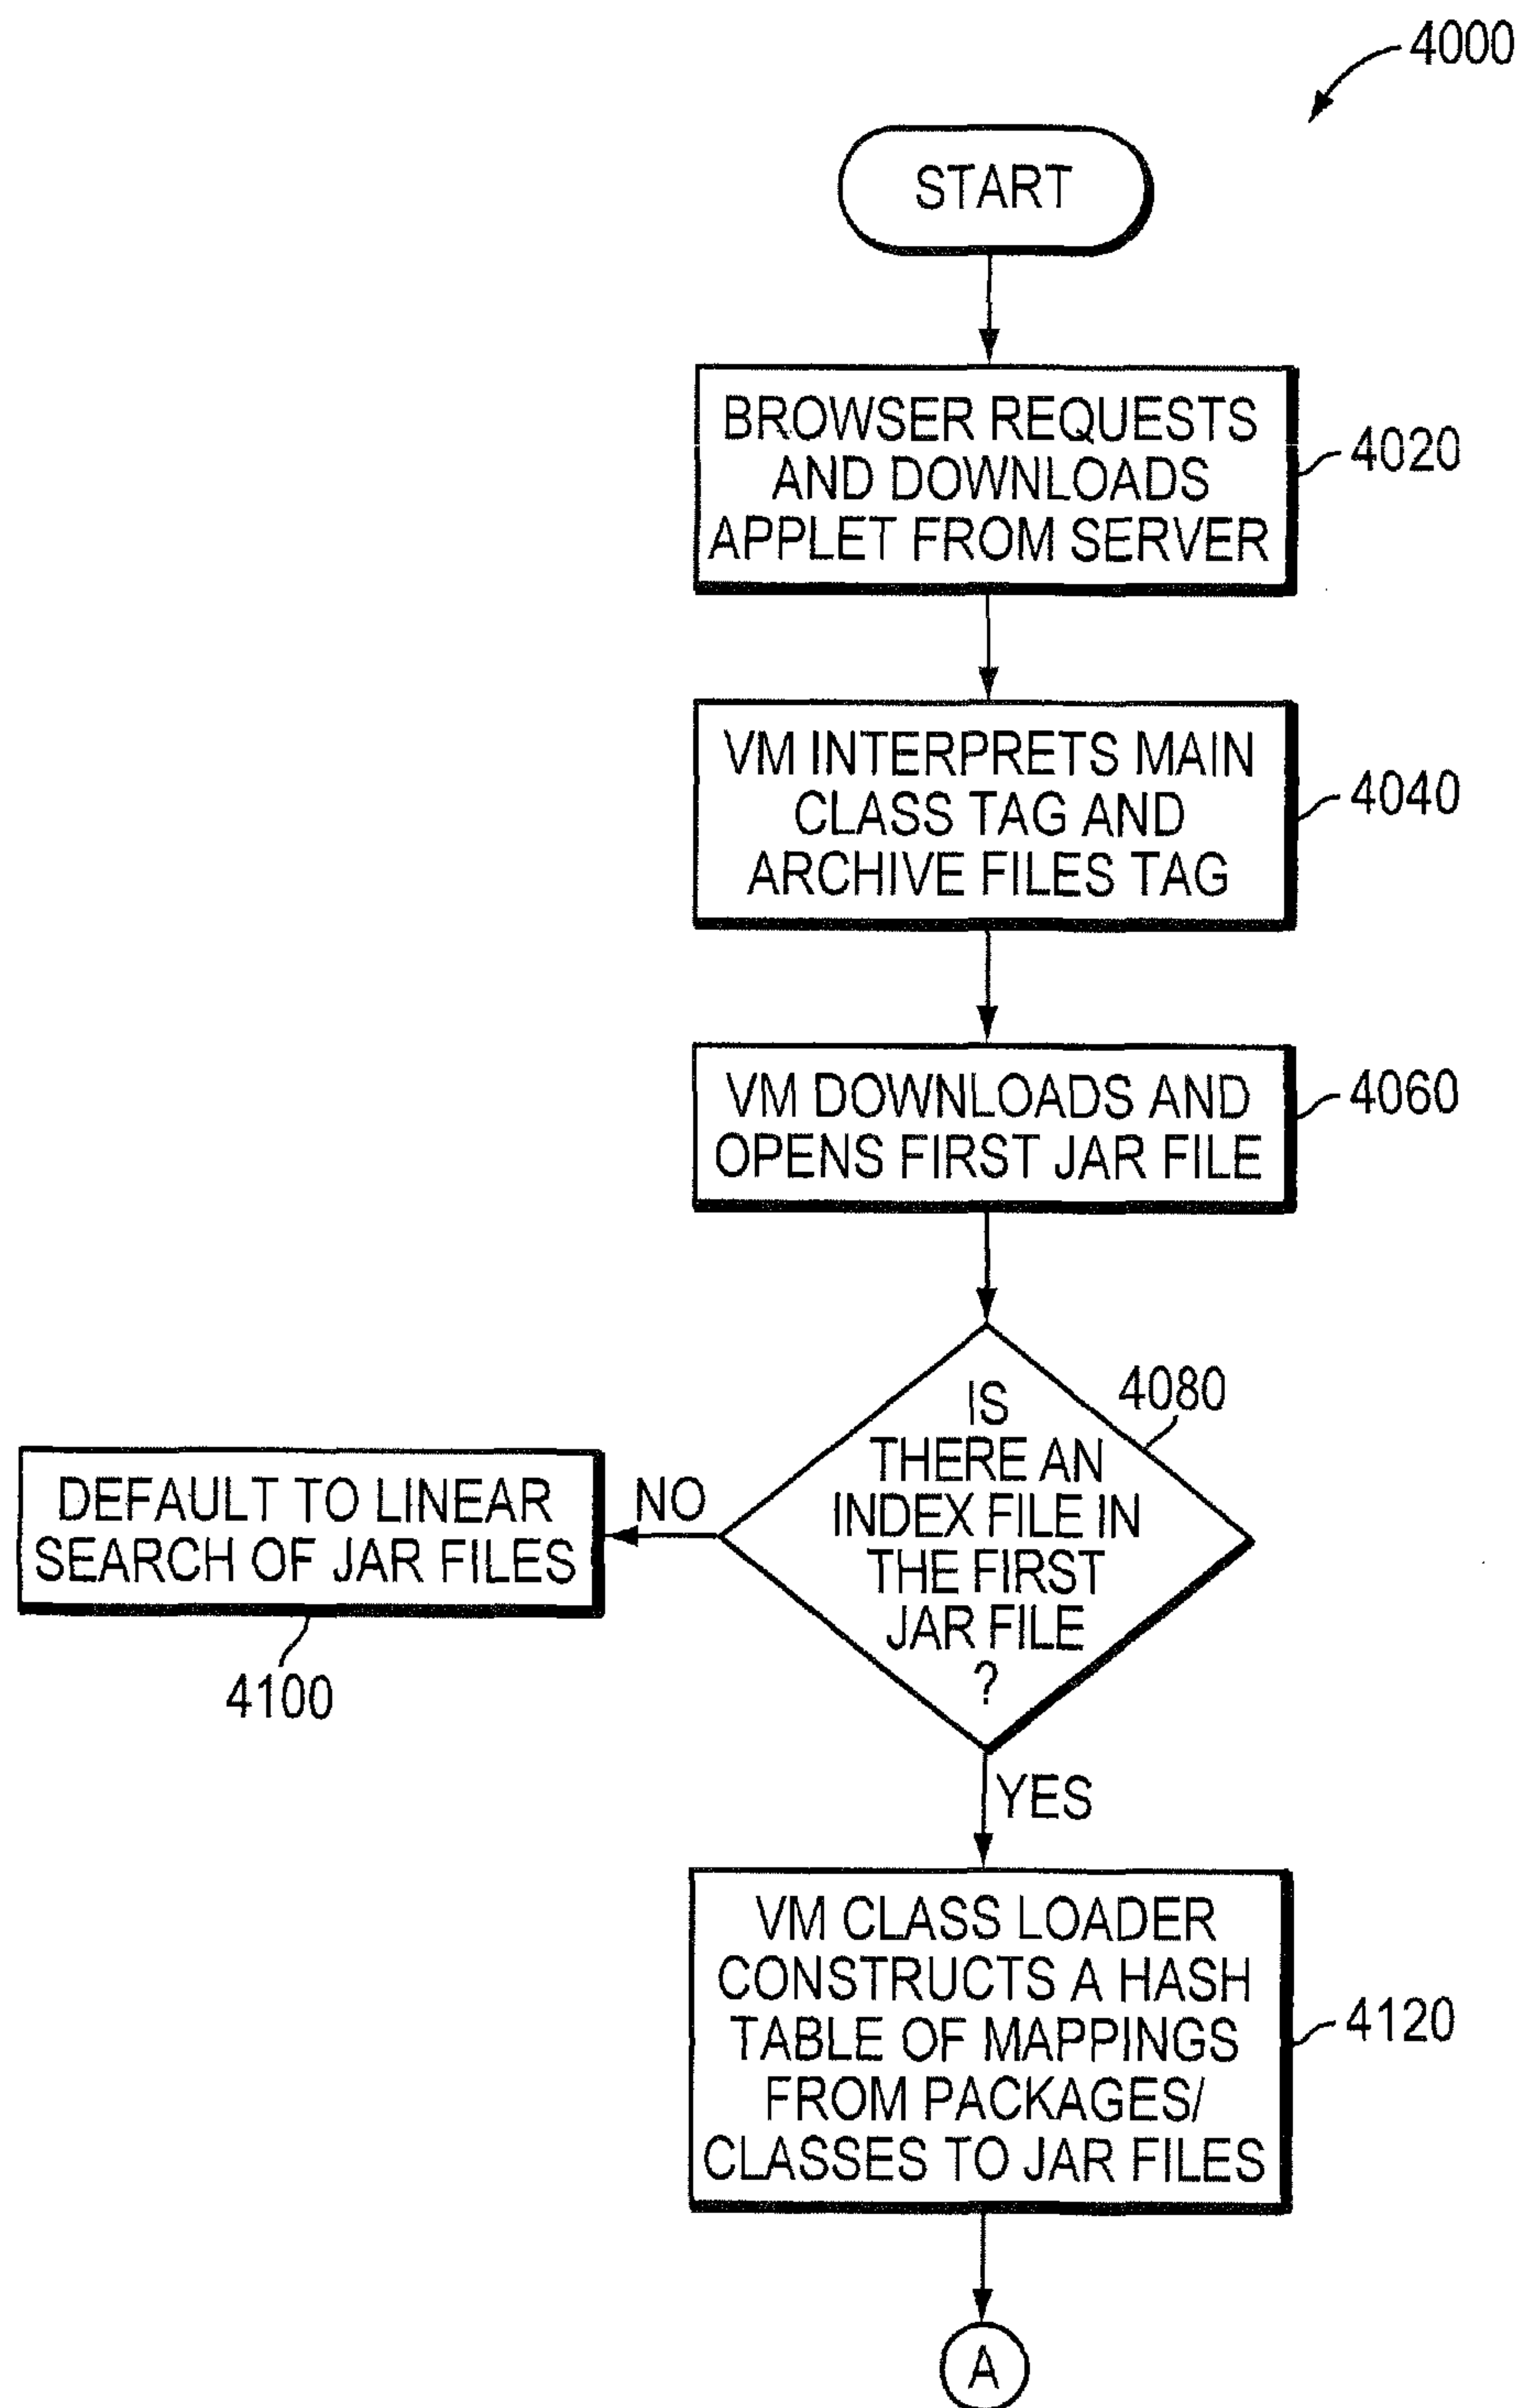 4000
START
BROWSER REQUESTS
AND DOWNLOADS
APPLET FROM SERVER
4020
VM INTERPRETS MAIN
CLASS TAG AND
ARCHIVE FILES TAG
4040
VM DOWNLOADS AND
OPENS FIRST JAR FILE
4060
IS
THERE AN
INDEX FILE IN
THE FIRST
JAR FILE
?
4080
NO
DEFAULT TO LINEAR
SEARCH OF JAR FILES
4100
YES
VM CLASS LOADER
CONSTRUCTS A HASH
TABLE OF MAPPINGS
FROM PACKAGES/
CLASSES TO JAR FILES
4120
A